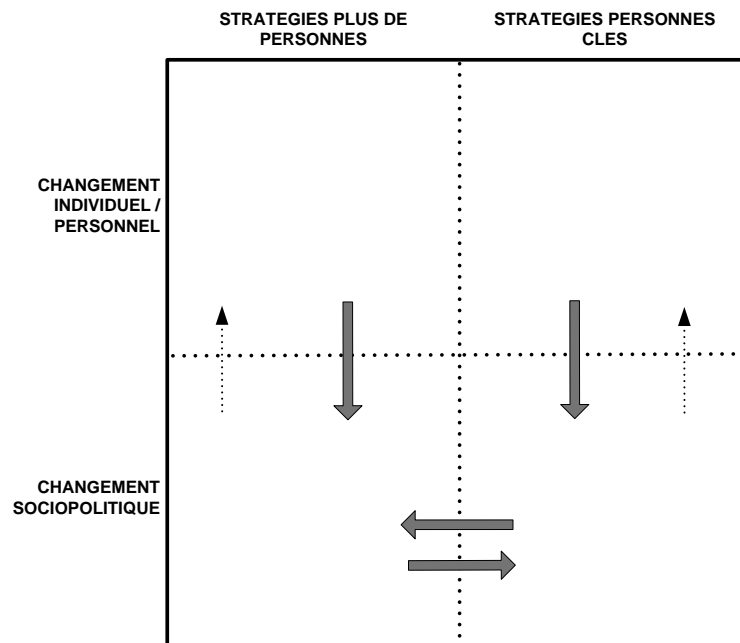 STRATEGIES PLUS DE
PERSONNES
STRATEGIES PERSONNES
CLES
CHANGEMENT
INDIVIDUEL /
PERSONNEL
CHANGEMENT
SOCIOPOLITIQUE